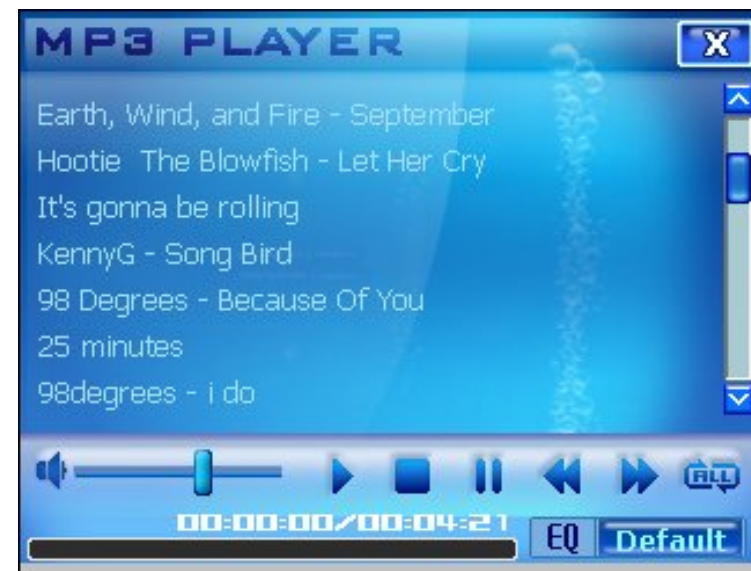 MP3 PLAYER
X
Earth, Wind, and Fire - September
Hootie  The Blowfish - Let Her Cry
It's gonna be rolling
KennyG - Song Bird
98 Degrees - Because Of You
25 minutes
98degrees - i do
ALL
00:00:00/00:04:21
EQ Default